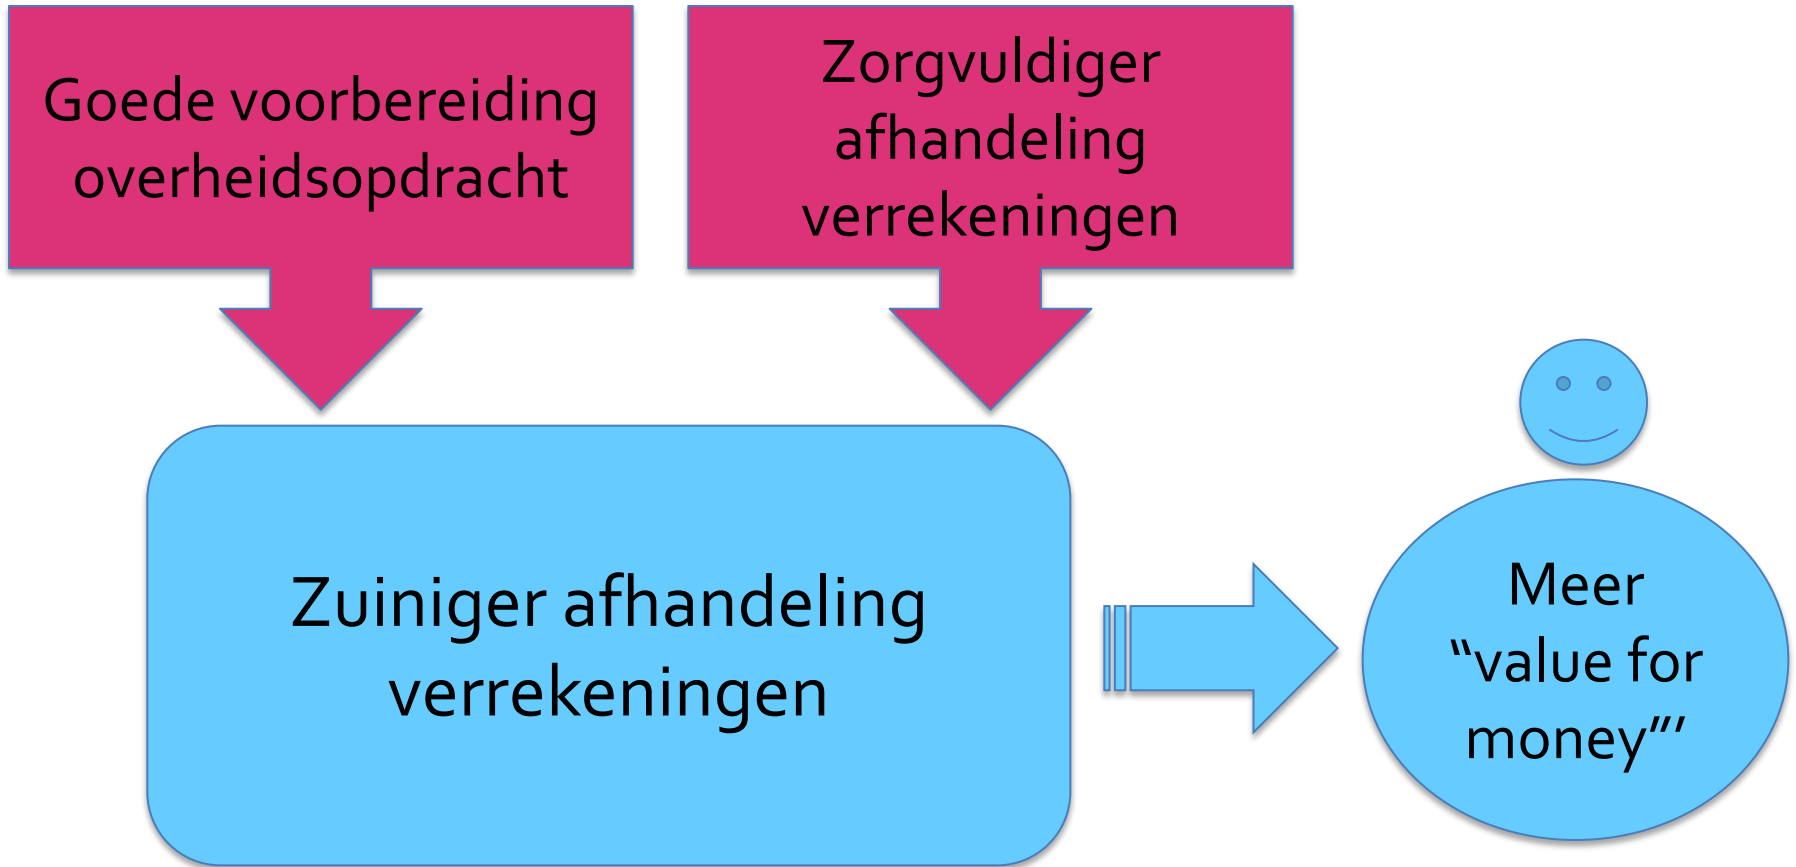 Goede voorbereiding
overheidsopdracht
Zorgvuldiger
afhandeling
verrekeningen
Zuiniger afhandeling
verrekeningen
Meer
“value for
money”’